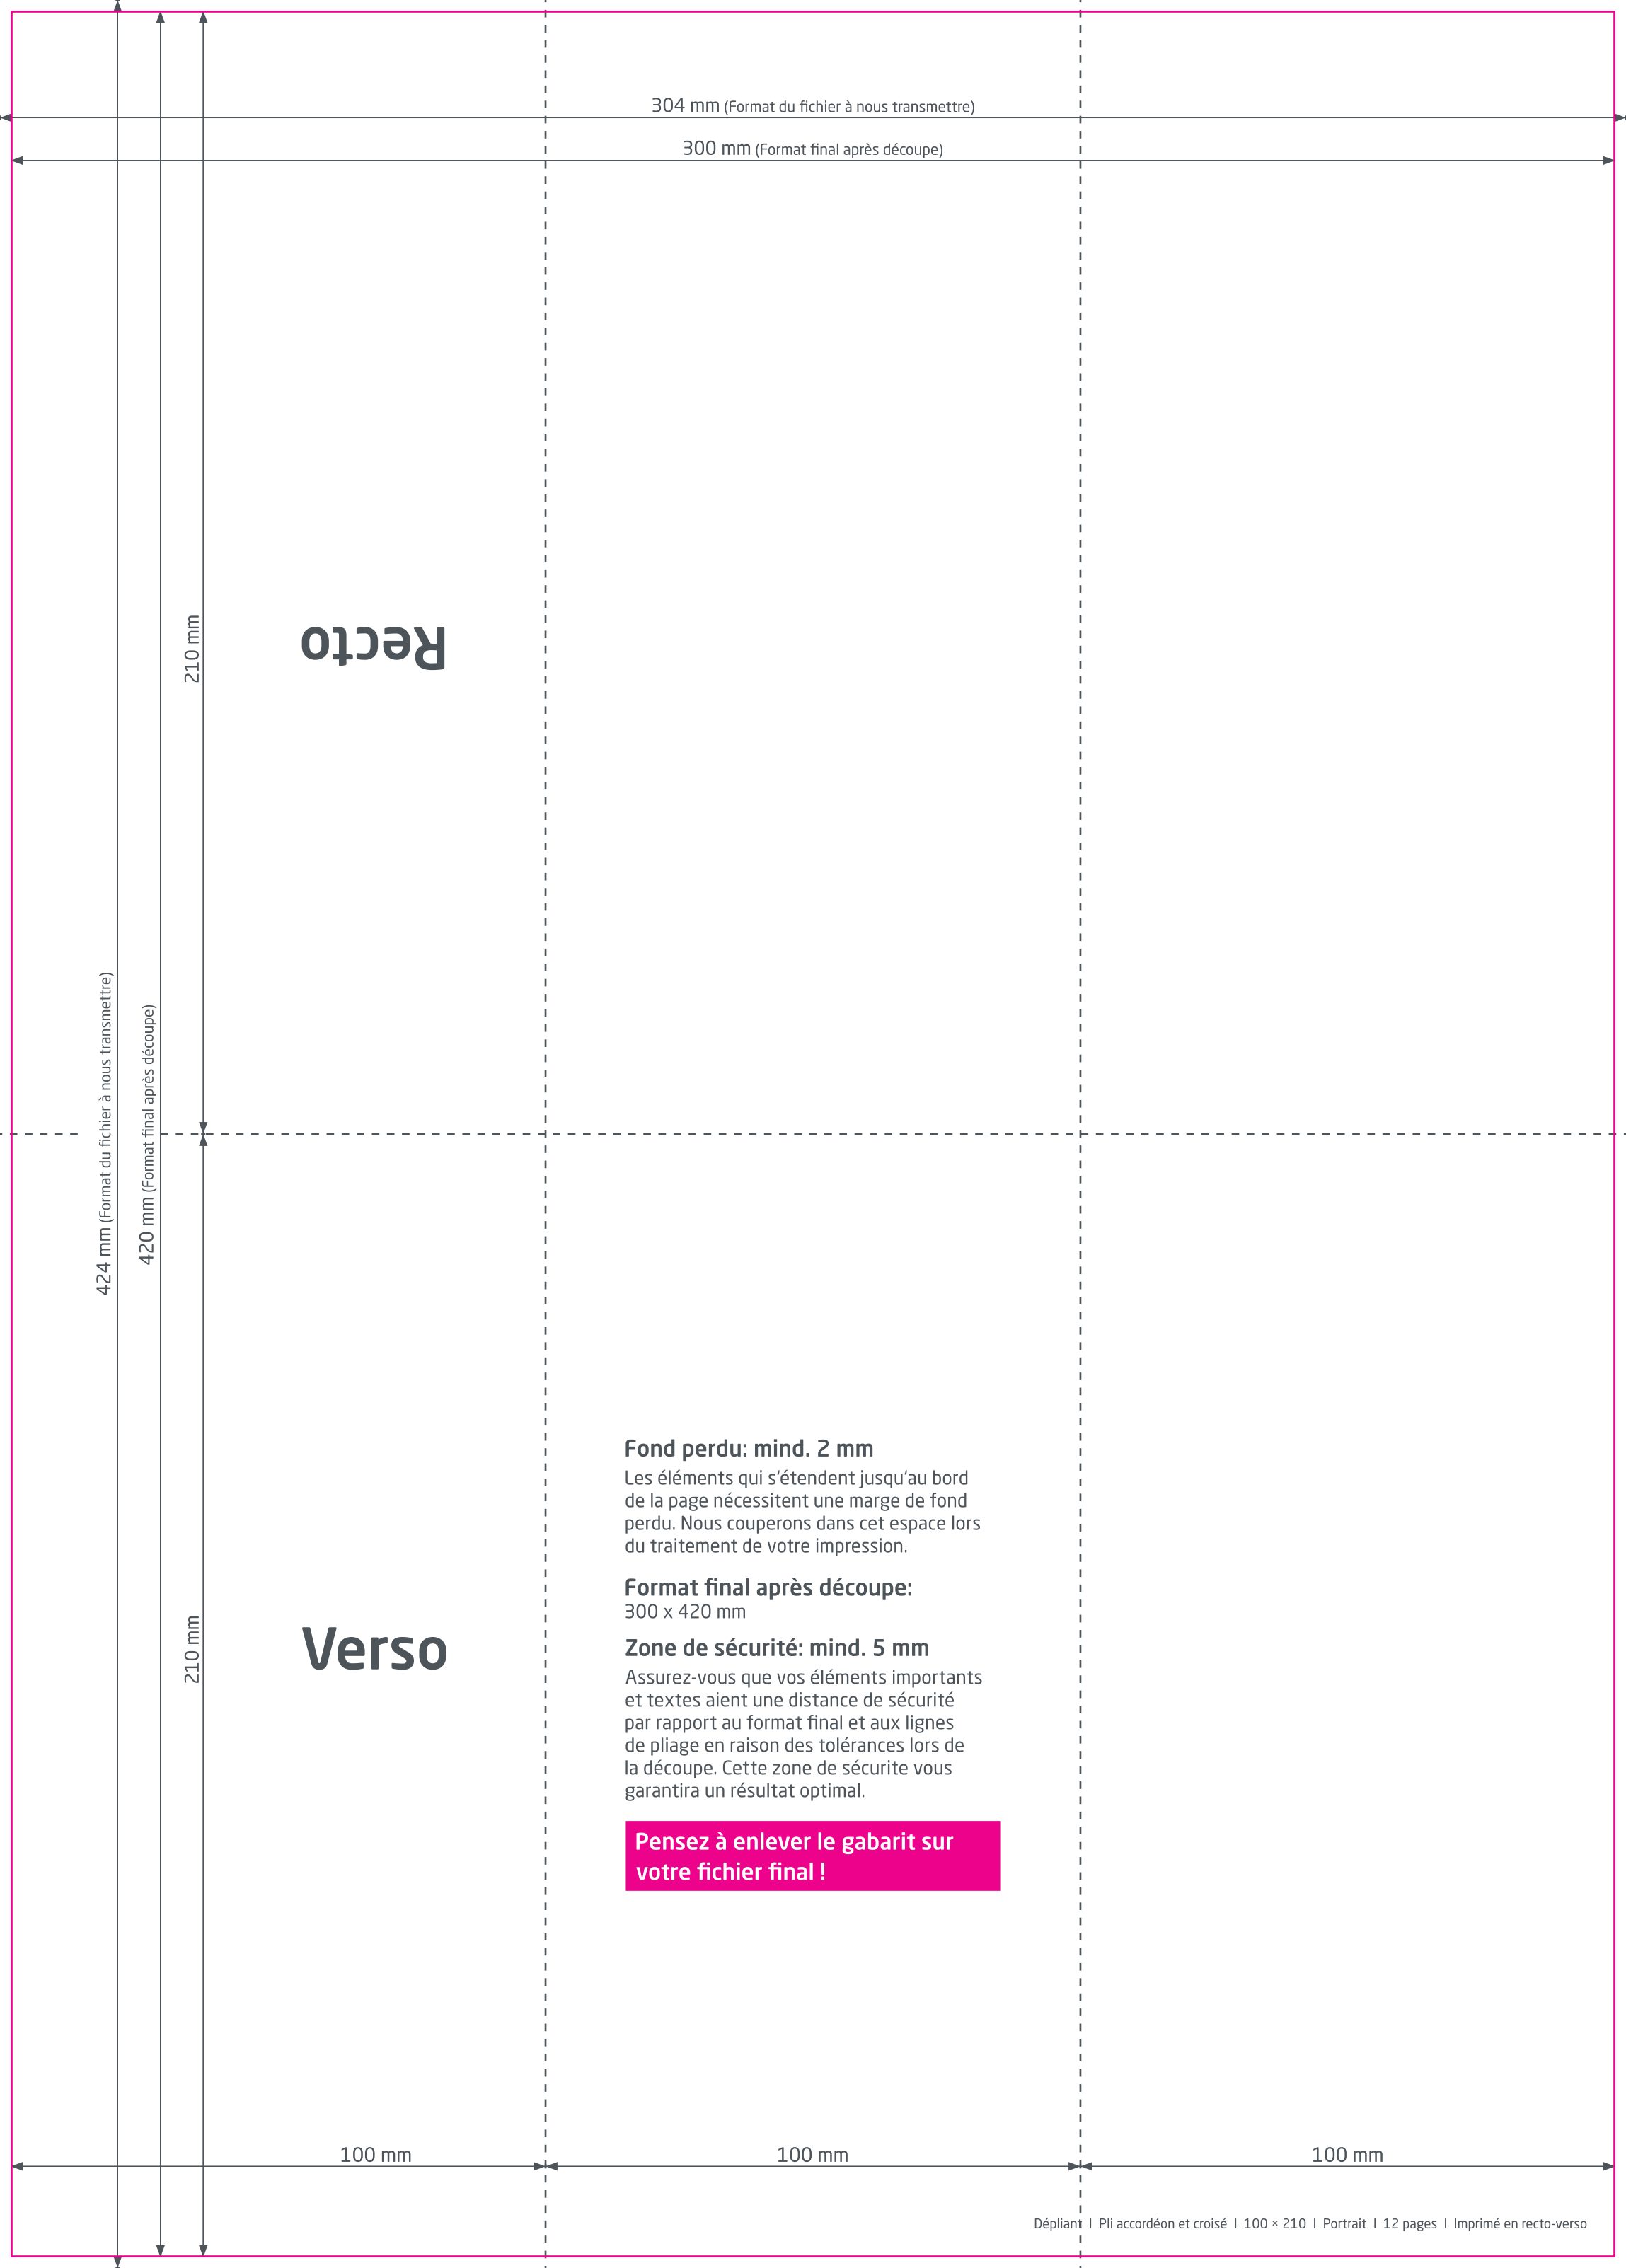 304 mm (Format du fichier à nous transmettre)
300 mm (Format final après découpe)
210 mm
Recto
424 mm (Format du fichier à nous transmettre)
420 mm (Format final après découpe)
Fond perdu: mind. 2 mm
Les éléments qui s‘étendent jusqu‘au bord
de la page nécessitent une marge de fond
perdu. Nous couperons dans cet espace lors
du traitement de votre impression.
Format final après découpe:
300 x 420 mm
210 mm
Verso
Zone de sécurité: mind. 5 mm
Assurez-vous que vos éléments importants
et textes aient une distance de sécurité
par rapport au format final et aux lignes
de pliage en raison des tolérances lors de
la découpe. Cette zone de sécurite vous
garantira un résultat optimal.
Pensez à enlever le gabarit sur
votre fichier final !
100 mm
100 mm
100 mm
Dépliant I Pli accordéon et croisé I 100 × 210 I Portrait I 12 pages I Imprimé en recto-verso